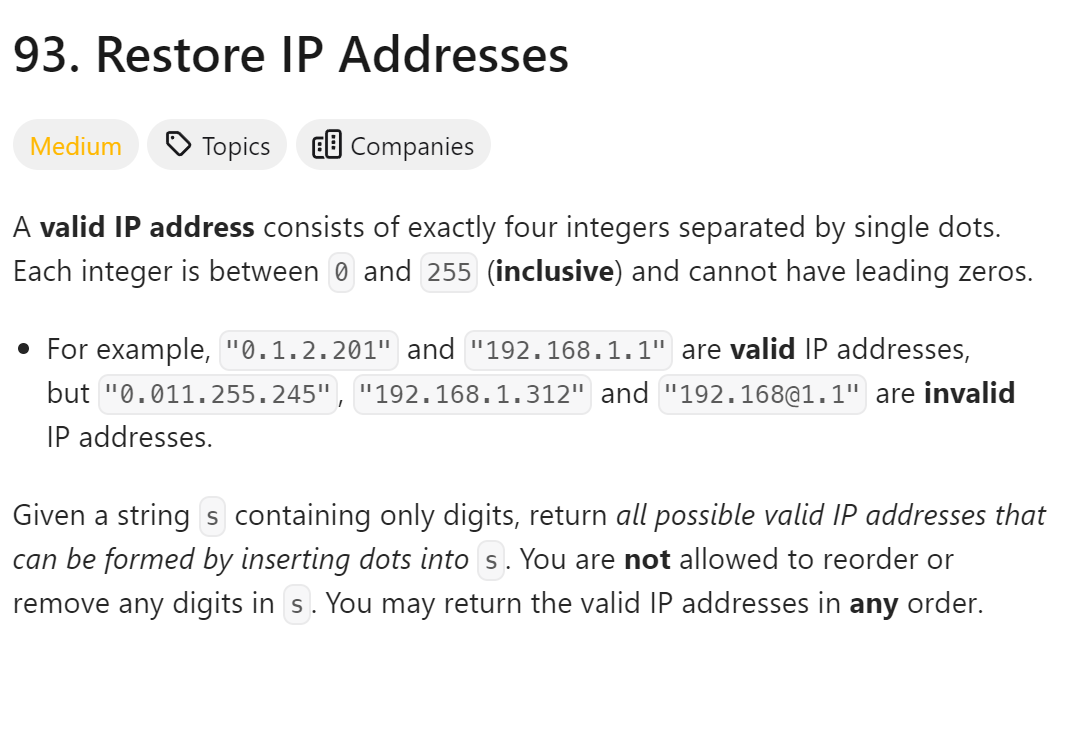 93. Restore IP Addresses
Medium Topics Companies
A valid IP address consists of exactly four integers separated by single dots.
Each integer is between 0 and 255 (inclusive) and cannot have leading zeros.
• For example, "0.1.2.201" and "192.168.1.1" are valid IP addresses,
but "0.011.255.245", "192.168.1.312" and "192.168@1.1" are invalid
IP addresses.
Given a string s containing only digits, return all possible valid IP addresses that
can be formed by inserting dots into s. You are not allowed to reorder or
remove any digits in s. You may return the valid IP addresses in any order.